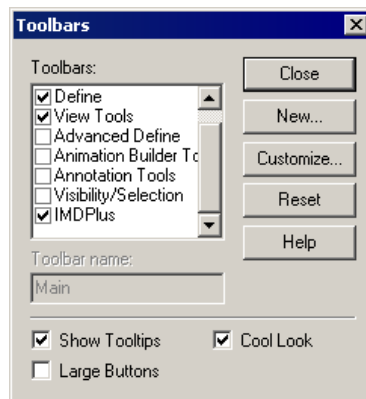 Toolbars
Toolbars:
Define
View Tools
Advanced Define
Animation Builder To
Annotation Tools
Visibility/Selection
IMDPlus
Close
New...
Customize...
Reset
Help
Toolbar name:
Main
Show Tooltips
Cool Look
Large Buttons